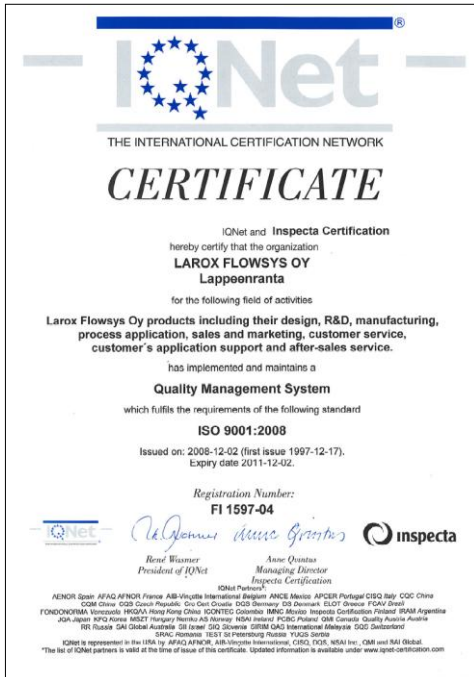 IQNet
®
THE INTERNATIONAL CERTIFICATION NETWORK
CERTIFICATE
IQNet and Inspecta Certification
hereby certify that the organization
LAROX FLOWSYS OY
Lappeenranta
for the following field of activities
Larox Flowsys Oy products including their design, R&D, manufacturing,
process application, sales and marketing, customer service,
customer´s application support and after-sales service.
has implemented and maintains a
Quality Management System
which fulfils the requirements of the following standard
ISO 9001:2008
Issued on: 2008-12-02 (first issue 1997-12-17).
Expiry date 2011-12-02.
Registration Number:
FI 1597-04
IQNet
inspecta
René Wasmer
Anne Quintus
President of IQNet
Managing Director
Inspecta Certification
IQNet Partners*:
AENOR Spain AFAQ AFNOR France AIB-Vinçotte International Belgium ANCE Mexico APCER Portugal CISQ Italy CQC China
CQM China CQS Czech Republic Cro Cert Croatia DQS Germany DS Denmark ELOT Greece FCAV Brazil
FONDONORMA Venezuela HKQAA Hong Kong China ICONTEC Colombia IMNC Mexico Inspecta Certification Finland IRAM Argentina
JQA Japan KFQ Korea MSZT Hungary Nemko AS Norway NSAI Ireland PCBC Poland QMI Canada Quality Austria Austria
RR Russia SAI Global Australia SII Israel SIQ Slovenia SIRIM QAS International Malaysia SQS Switzerland
SRAC Romania TEST St Petersburg Russia YUQS Serbia
IQNet is represented in the USA by: AFAQ AFNOR, AIB-Vinçotte International, CISQ, DQS, NSAI Inc., QMI and SAI Global.
*The list of IQNet partners is valid at the time of issue of this certificate. Updated information is available under www.iqnet-certification.com